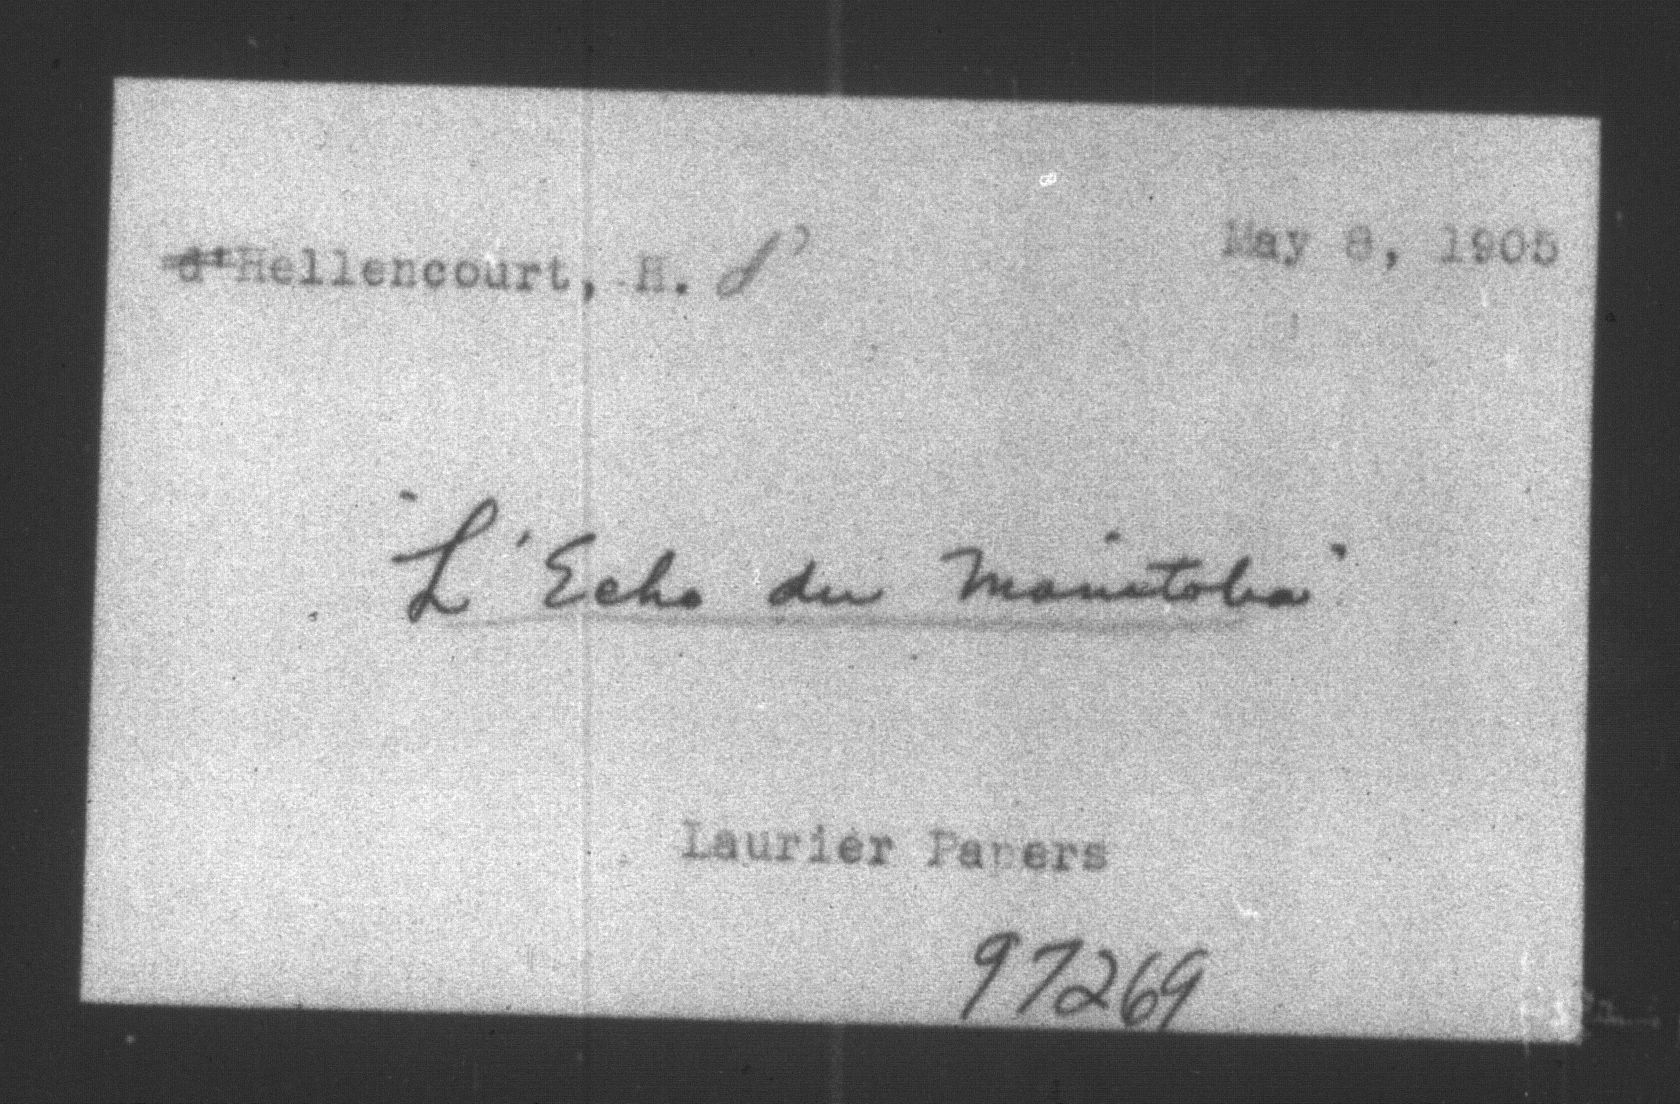 d'Hellencourt, H. d'
May 8, 1905
"L'Echo du Manitoba"
Laurier Papers
97269